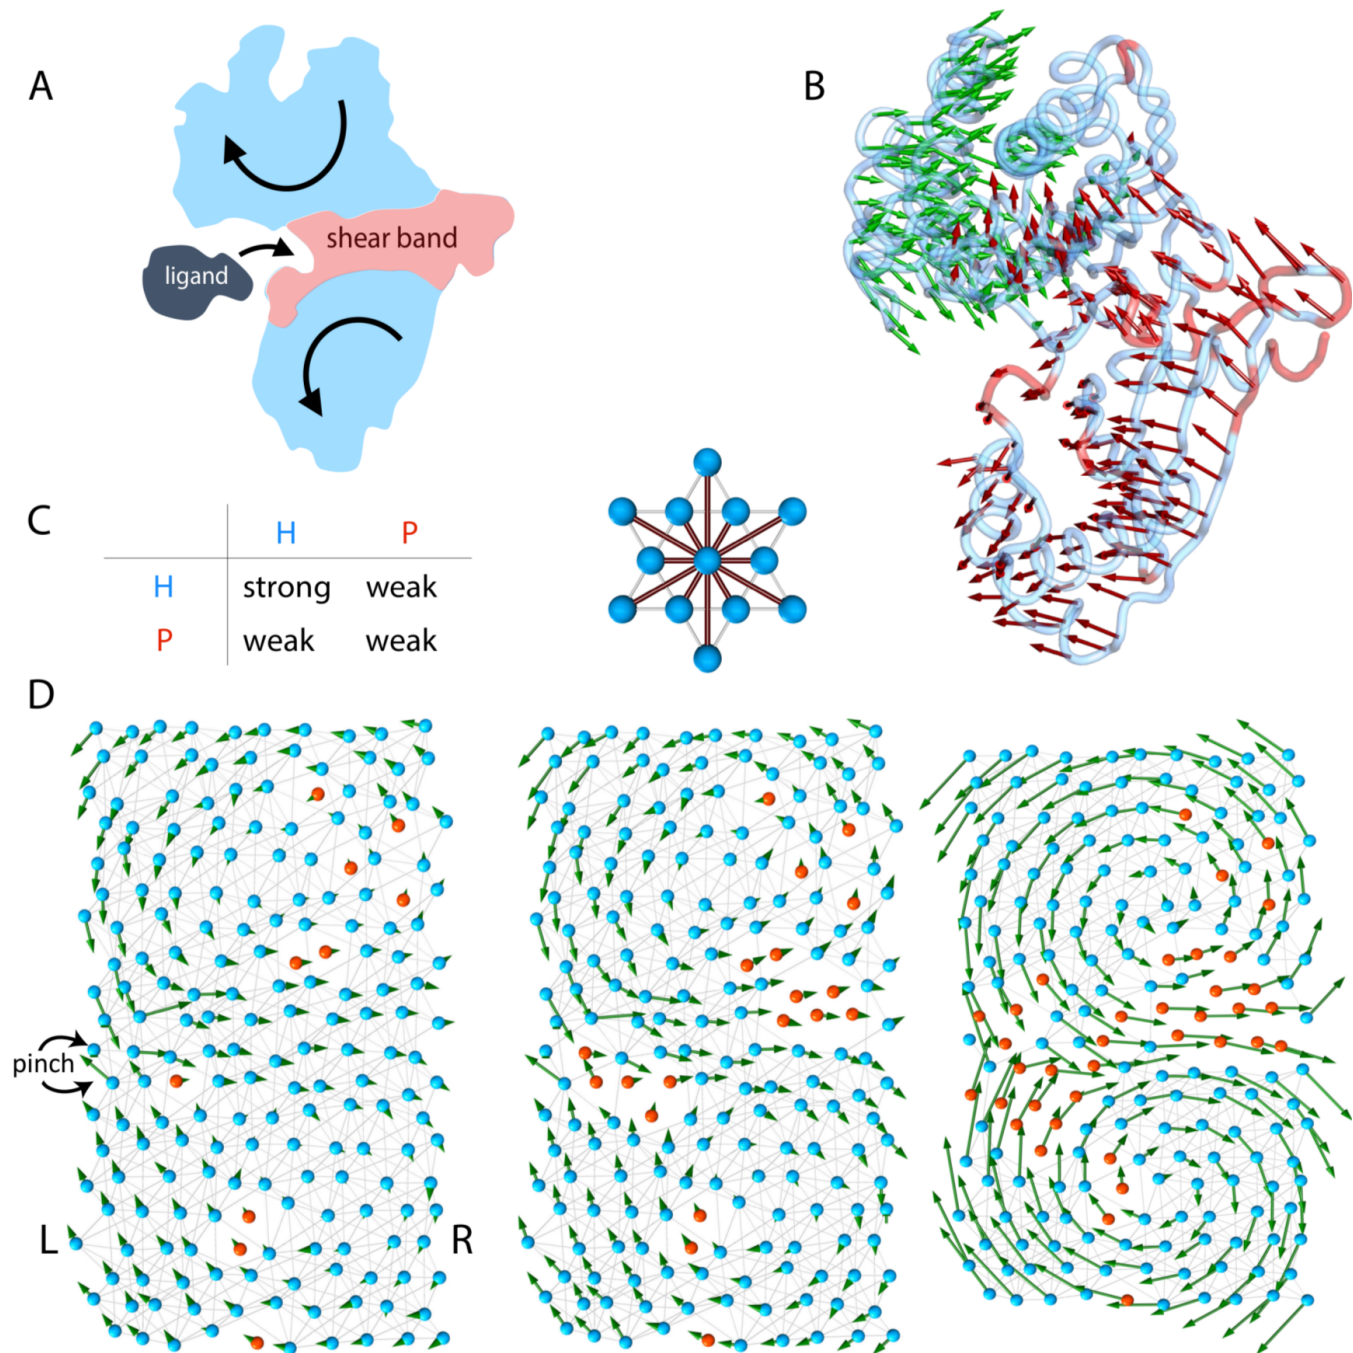 A
B
shear band
ligand
C
H P
H strong weak
P weak weak
D
pinch
L R